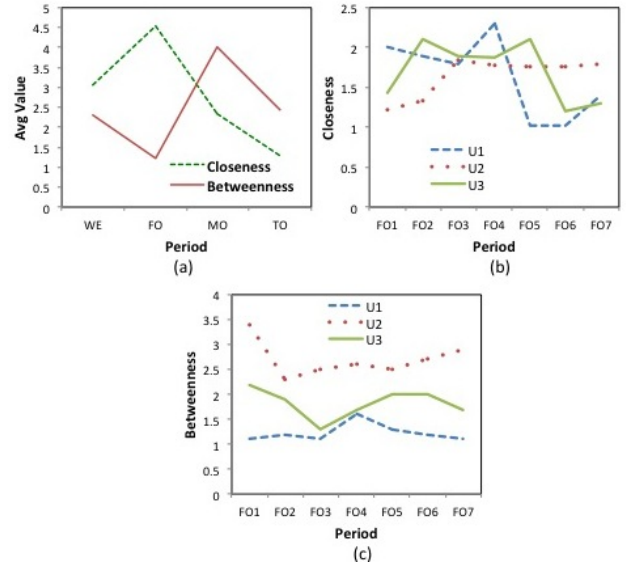 5
4.5
4
3.5
3
2.5
2
1.5
1
0.5
0
Avg Value
Closeness
Betweenness
WE FO MO TO
Period
(a)
2.5
2
1.5
1
0.5
0
Closeness
U1
U2
U3
FO1 FO2 FO3 FO4 FO5 FO6 FO7
Period
(b)
4
3.5
3
2.5
2
1.5
1
0.5
0
Betweenness
U1
U2
U3
FO1 FO2 FO3 FO4 FO5 FO6 FO7
Period
(c)